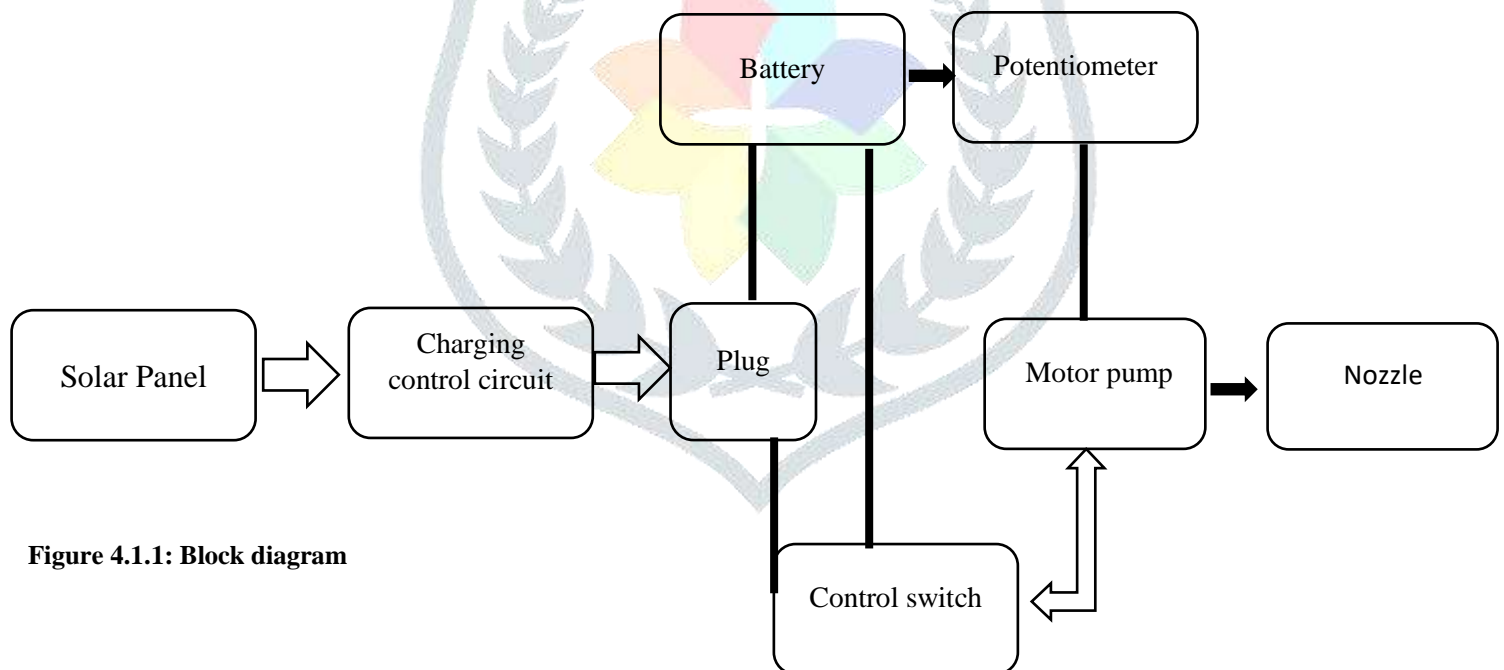 Battery
Potentiometer
Solar Panel
Charging
control circuit
Plug
Motor pump
Nozzle
Figure 4.1.1: Block diagram
Control switch